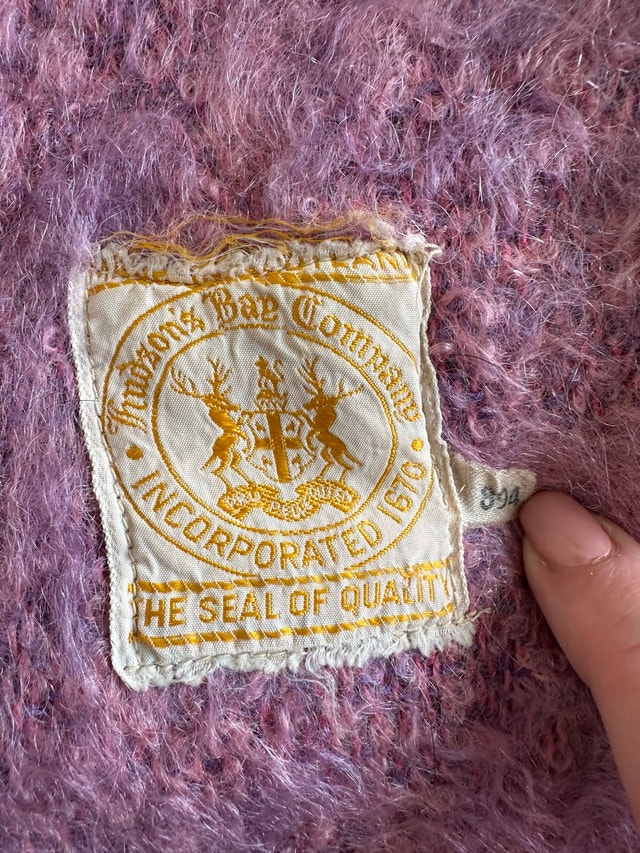 Hudson's Bay Company
INCORPORATED 1670
THE SEAL OF QUALITY